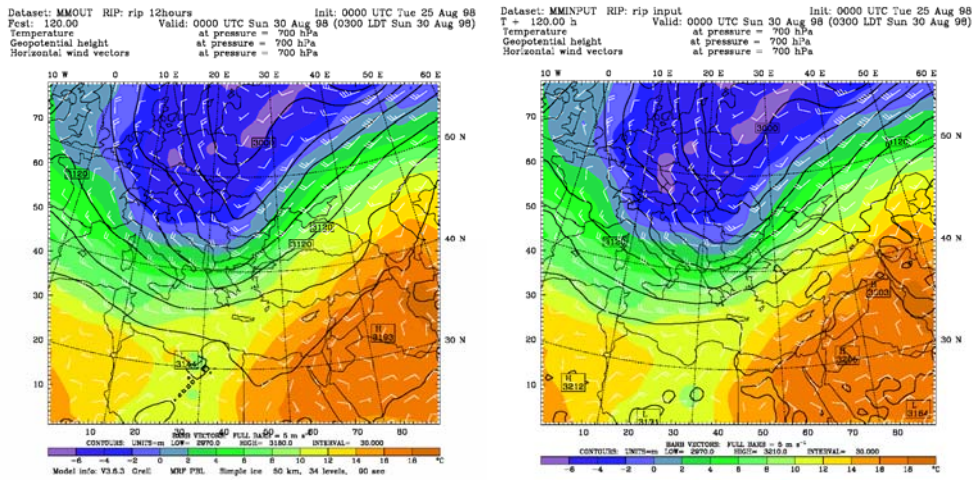 Dataset: MMOUT RIP: rip 12hours Init: 0000 UTC Tue 25 Aug 98
Fcst: 120.00 Valid: 0000 UTC Sun 30 Aug 98 (0300 LDT Sun 30 Aug 98)
Temperature at pressure = 700 hPa
Geopotential height at pressure = 700 hPa
Horizontal wind vectors at pressure = 700 hPa
10 W 0 10 E 20 E 30 E 40 E 50 E 60 E
70
60
50
40
30
20
10
50 N
40 N
30 N
3120
3120
3120
H
10 20 30 40 50 60 70 80
BARB VECTORS: FULL BARB = 5 m s⁻¹
CONTOURS: UNITS=m LOW= 2970.0 HIGH= 3180.0 INTERVAL= 30.000
-6 -4 -2 0 2 4 6 8 10 12 14 16 18 °C
Model info: V3.6.3 Grell MRF PBL Simple ice 50 km, 34 levels, 90 sec
Dataset: MMINPUT RIP: rip input Init: 0000 UTC Tue 25 Aug 98
T + 120.00 h Valid: 0000 UTC Sun 30 Aug 98 (0300 LDT Sun 30 Aug 98)
Temperature at pressure = 700 hPa
Geopotential height at pressure = 700 hPa
Horizontal wind vectors at pressure = 700 hPa
10 W 0 10 E 20 E 30 E 40 E 50 E 60 E
70
60
50
40
30
20
10
50 N
40 N
30 N
3000
3120
H
H
H
3212
L
L
10 20 30 40 50 60 70 80
BARB VECTORS: FULL BARB = 5 m s⁻¹
CONTOURS: UNITS=m LOW= 2970.0 HIGH= 3210.0 INTERVAL= 30.000
-6 -4 -2 0 2 4 6 8 10 12 14 16 18 °C